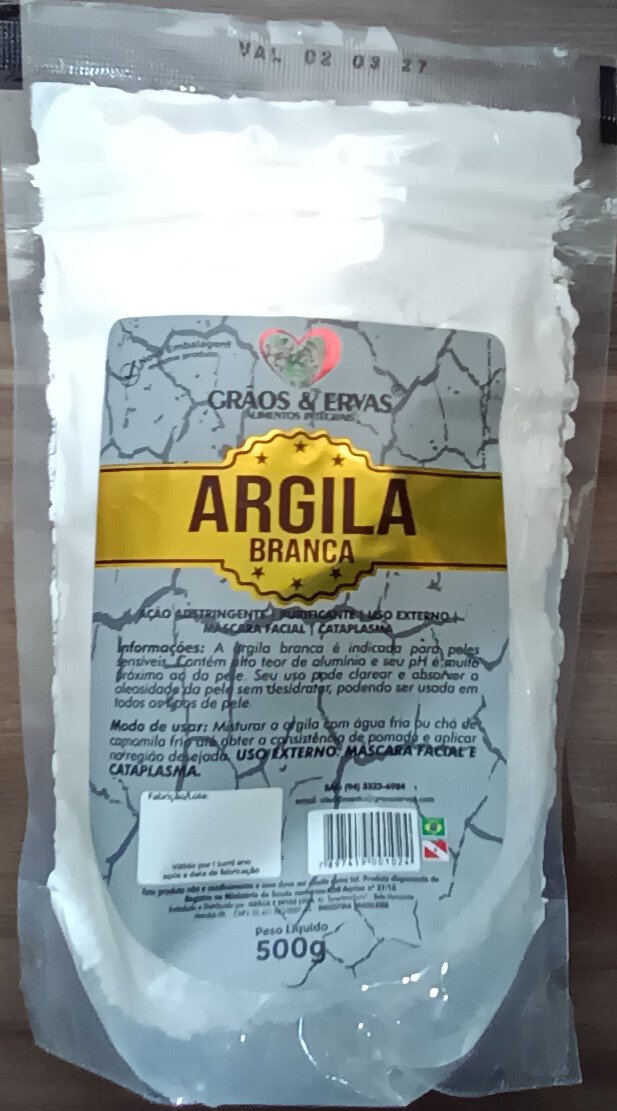 VAL 02 03 27
Embalagem
GRÃOS & ERVAS
ALIMENTOS INTEGRAIS
ARGILA
BRANCA
AÇÃO ADSTRINGENTE | PURIFICANTE | USO EXTERNO |
MÁSCARA FACIAL | CATAPLASMA
Informações: A argila branca é indicada para peles
sensíveis. Contém alto teor de alumínio e seu pH é muito
próximo ao da pele. Seu uso pode clarear e absorver a
oleosidade da pele sem desidratar, podendo ser usada em
todos os tipos de pele.
Modo de usar: Misturar a argila com água fria ou chá de
camomila frio até obter a consistência de pomada e aplicar
na região desejada. USO EXTERNO: MÁSCARA FACIAL E
CATAPLASMA.
Fabricação/Lote
Válido por 1 (um) ano
após a data de fabricação
Peso Líquido
500g